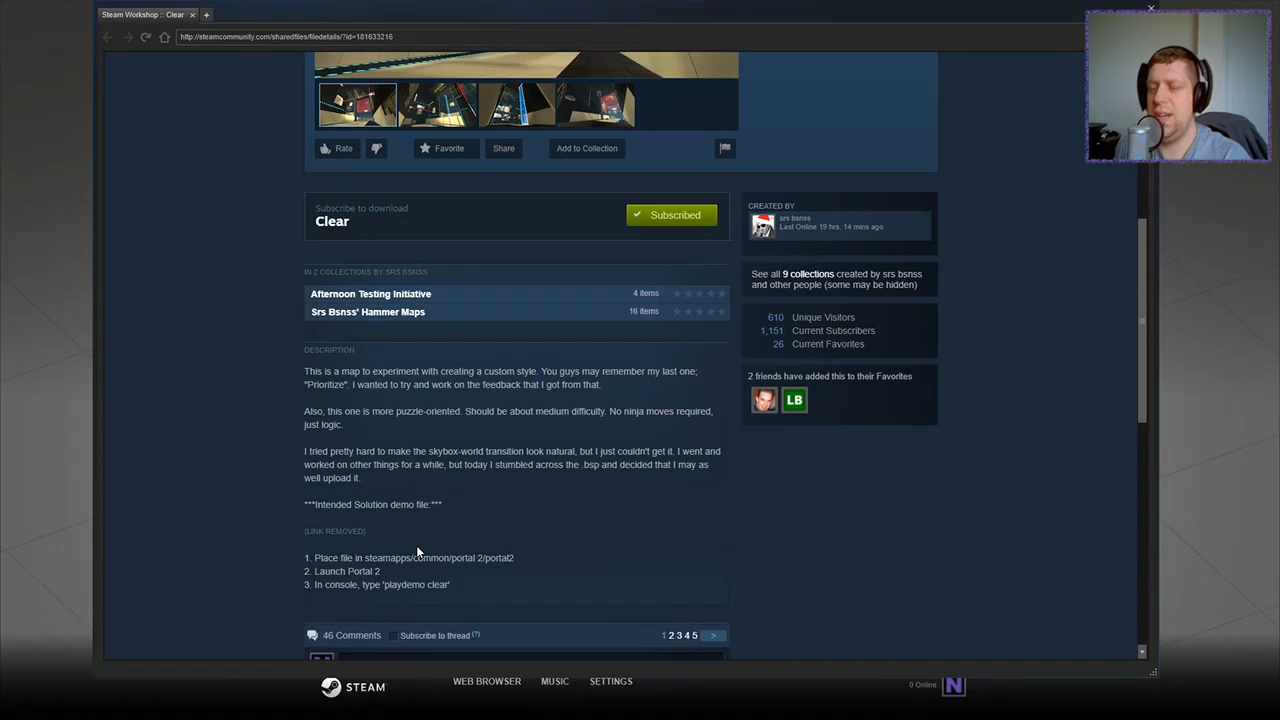 Steam Workshop :: Clear
http://steamcommunity.com/sharedfiles/filedetails/?id=181633216
Rate
Favorite
Share
Add to Collection
Subscribe to download
Clear
Subscribed
CREATED BY
srs bsnss
Last Online 19 hrs, 14 mins ago
IN 2 COLLECTIONS BY SRS BSNSS
Afternoon Testing Initiative
4 items
Srs Bsnss' Hammer Maps
16 items
See all 9 collections created by srs bsnss
and other people (some may be hidden)
610 Unique Visitors
1,151 Current Subscribers
26 Current Favorites
DESCRIPTION
This is a map to experiment with creating a custom style. You guys may remember my last one;
"Prioritize". I wanted to try and work on the feedback that I got from that.
Also, this one is more puzzle-oriented. Should be about medium difficulty. No ninja moves required,
just logic.
I tried pretty hard to make the skybox-world transition look natural, but I just couldn't get it. I went and
worked on other things for a while, but today I stumbled across the .bsp and decided that I may as
well upload it.
***Intended Solution demo file:***
(LINK REMOVED)
1. Place file in steamapps/common/portal 2/portal2
2. Launch Portal 2
3. In console, type 'playdemo clear'
2 friends have added this to their Favorites
LB
46 Comments
Subscribe to thread (?)
1 2 3 4 5 >
STEAM
WEB BROWSER
MUSIC
SETTINGS
0 Online
N